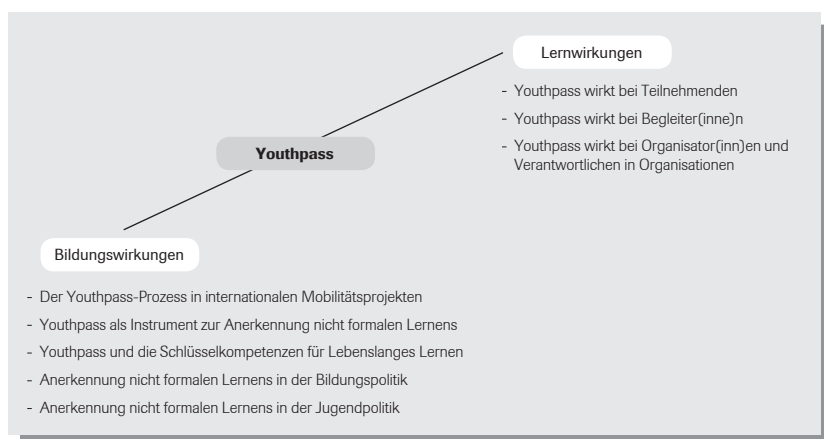 Lernwirkungen
- Youthpass wirkt bei Teilnehmenden
- Youthpass wirkt bei Begleiter(inne)n
- Youthpass wirkt bei Organisator(inn)en und
Verantwortlichen in Organisationen
Youthpass
Bildungswirkungen
- Der Youthpass-Prozess in internationalen Mobilitätsprojekten
- Youthpass als Instrument zur Anerkennung nicht formalen Lernens
- Youthpass und die Schlüsselkompetenzen für Lebenslanges Lernen
- Anerkennung nicht formalen Lernens in der Bildungspolitik
- Anerkennung nicht formalen Lernens in der Jugendpolitik